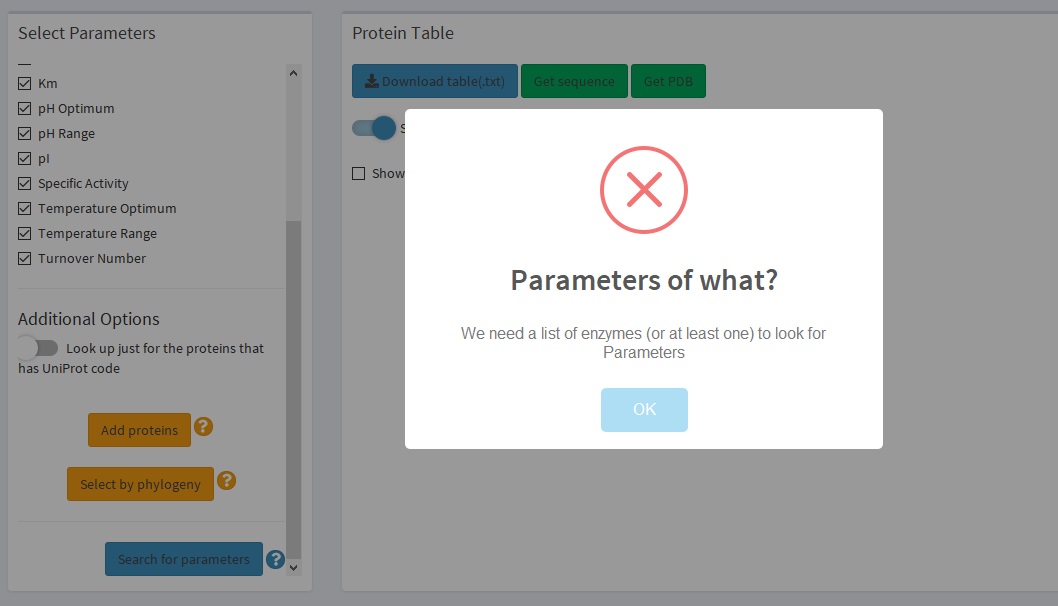 Select Parameters
Km
pH Optimum
pH Range
pI
Specific Activity
Temperature Optimum
Temperature Range
Turnover Number
Additional Options
Look up just for the proteins that
has UniProt code
Add proteins ?
Select by phylogeny ?
Search for parameters ?
Protein Table
Download table(.txt) Get sequence Get PDB
Show
Parameters of what?
We need a list of enzymes (or at least one) to look for
Parameters
OK